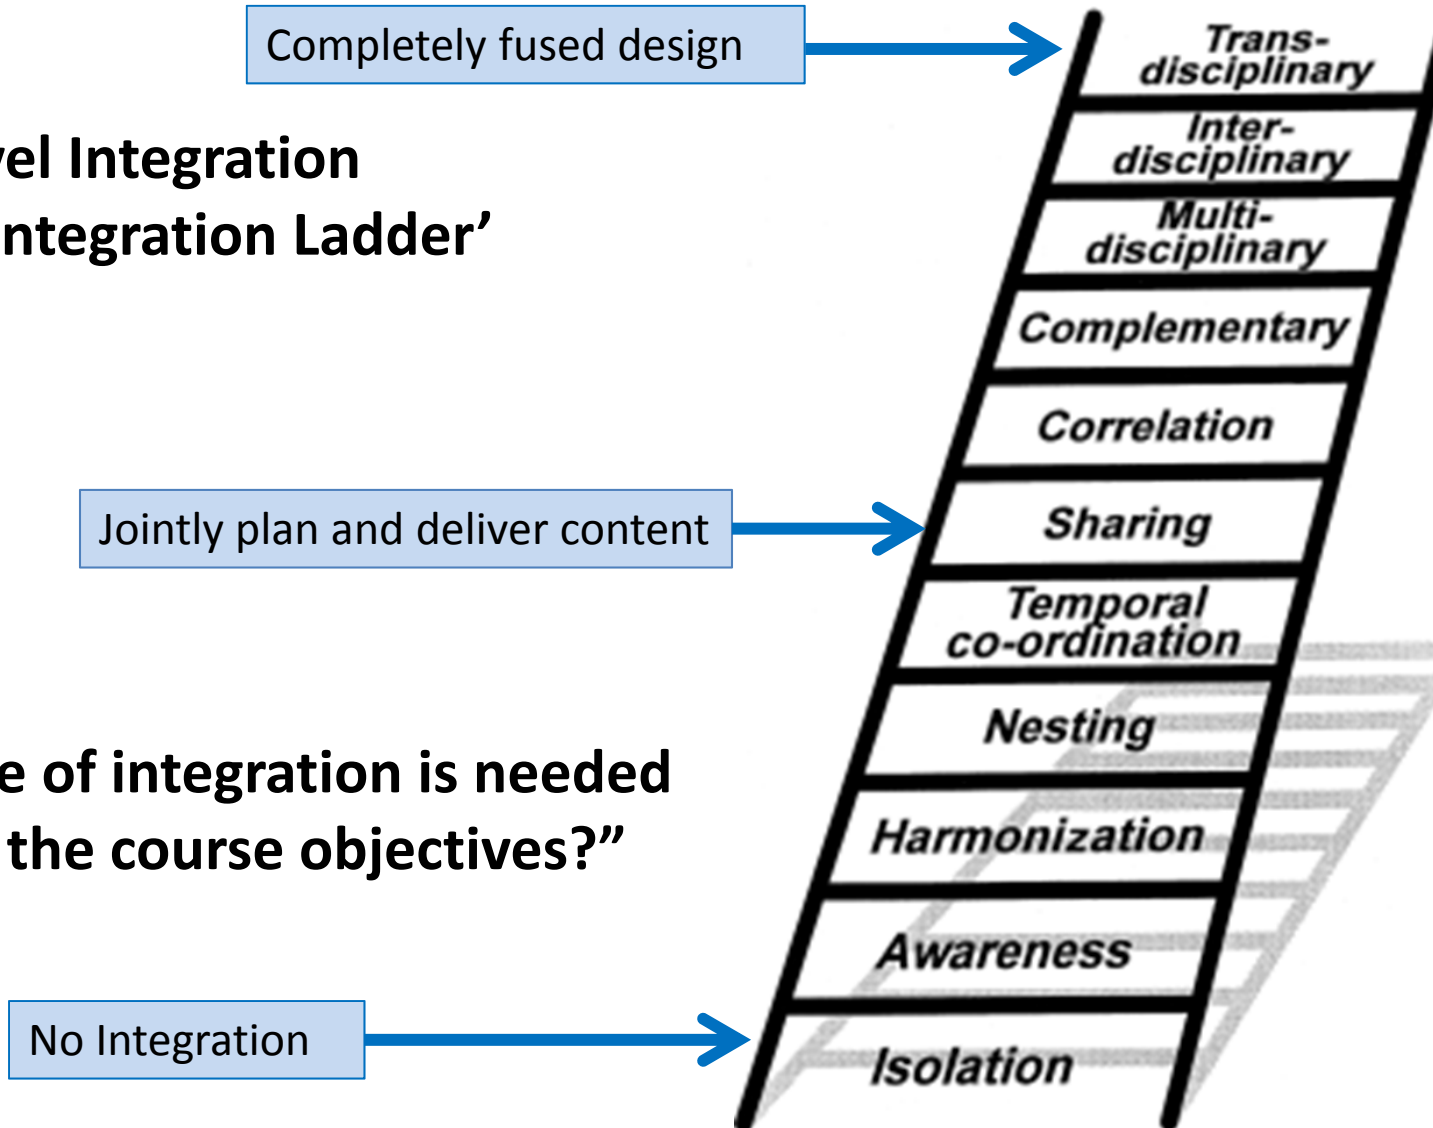 Completely fused design
Trans-
disciplinary
Inter-
disciplinary
vel Integration
ntegration Ladder’
Multi-
disciplinary
Complementary
Correlation
Jointly plan and deliver content
Sharing
Temporal
co-ordination
Nesting
e of integration is needed
the course objectives?”
Harmonization
Awareness
No Integration
Isolation